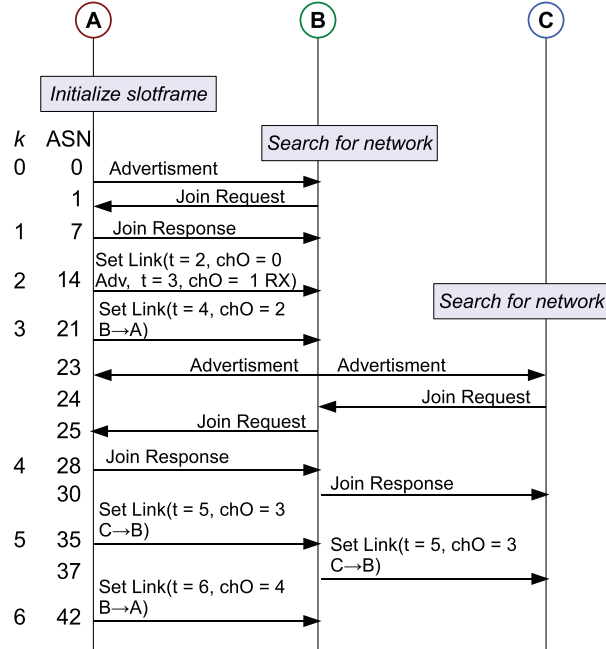 A B C
Initialize slotframe
Search for network
k ASN
0 0 Advertisment
1 Join Request
1 7 Join Response
Set Link(t = 2, chO = 0
2 14 Adv, t = 3, chO = 1 RX)
Search for network
Set Link(t = 4, chO = 2
3 21 B→A)
23 Advertisment Advertisment
24 Join Request
25 Join Request
4 28 Join Response
30 Join Response
Set Link(t = 5, chO = 3
5 35 C→B)
Set Link(t = 5, chO = 3
37 C→B)
Set Link(t = 6, chO = 4
B→A)
6 42